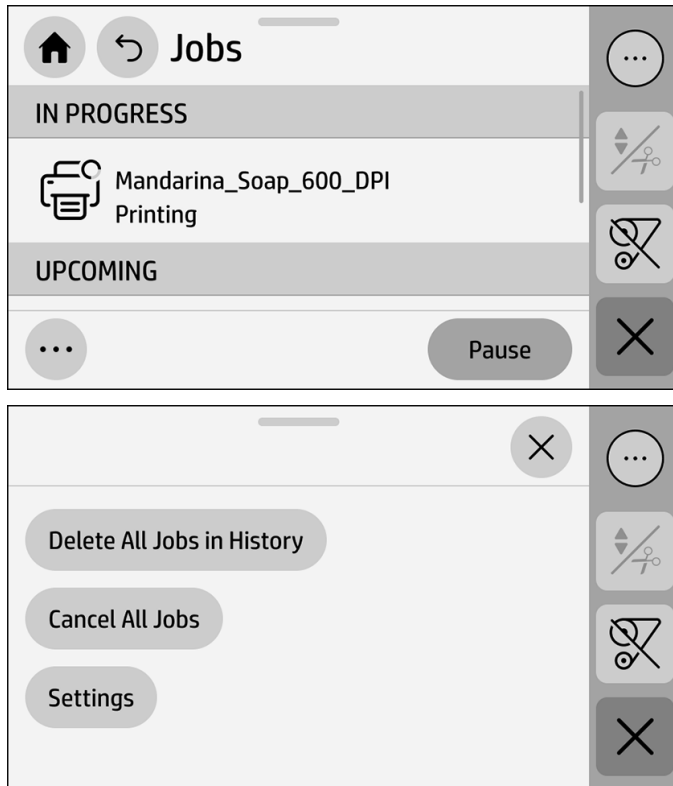 Jobs
IN PROGRESS
Mandarina_Soap_600_DPI
Printing
UPCOMING
Pause
Delete All Jobs in History
Cancel All Jobs
Settings